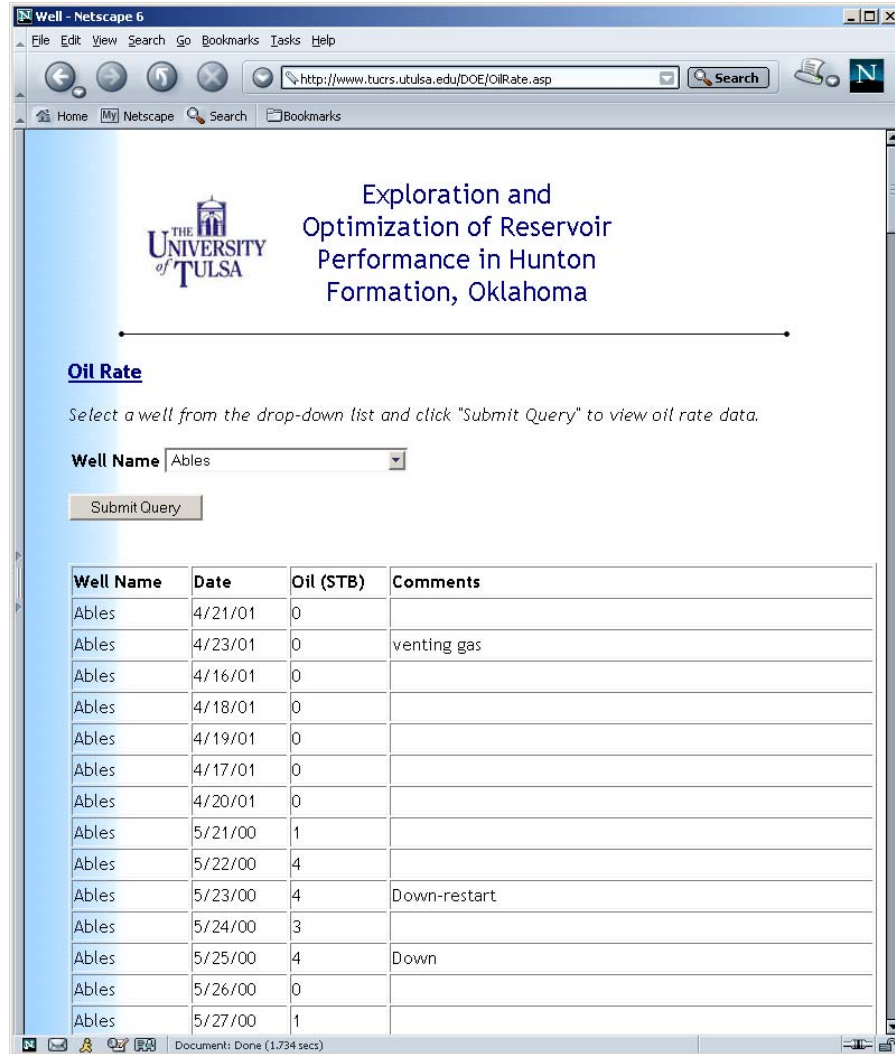 Well - Netscape 6
File Edit View Search Go Bookmarks Tasks Help
http://www.tucrs.utulsa.edu/DOE/OilRate.asp Search N
Home My Netscape Search Bookmarks
THE UNIVERSITY of TULSA
Exploration and
Optimization of Reservoir
Performance in Hunton
Formation, Oklahoma
Oil Rate
Select a well from the drop-down list and click "Submit Query" to view oil rate data.
Well Name Ables
Submit Query
Well Name Date Oil (STB) Comments
Ables 4/21/01 0
Ables 4/23/01 0 venting gas
Ables 4/16/01 0
Ables 4/18/01 0
Ables 4/19/01 0
Ables 4/17/01 0
Ables 4/20/01 0
Ables 5/21/00 1
Ables 5/22/00 4
Ables 5/23/00 4 Down-restart
Ables 5/24/00 3
Ables 5/25/00 4 Down
Ables 5/26/00 0
Ables 5/27/00 1
Document: Done (1.734 secs)